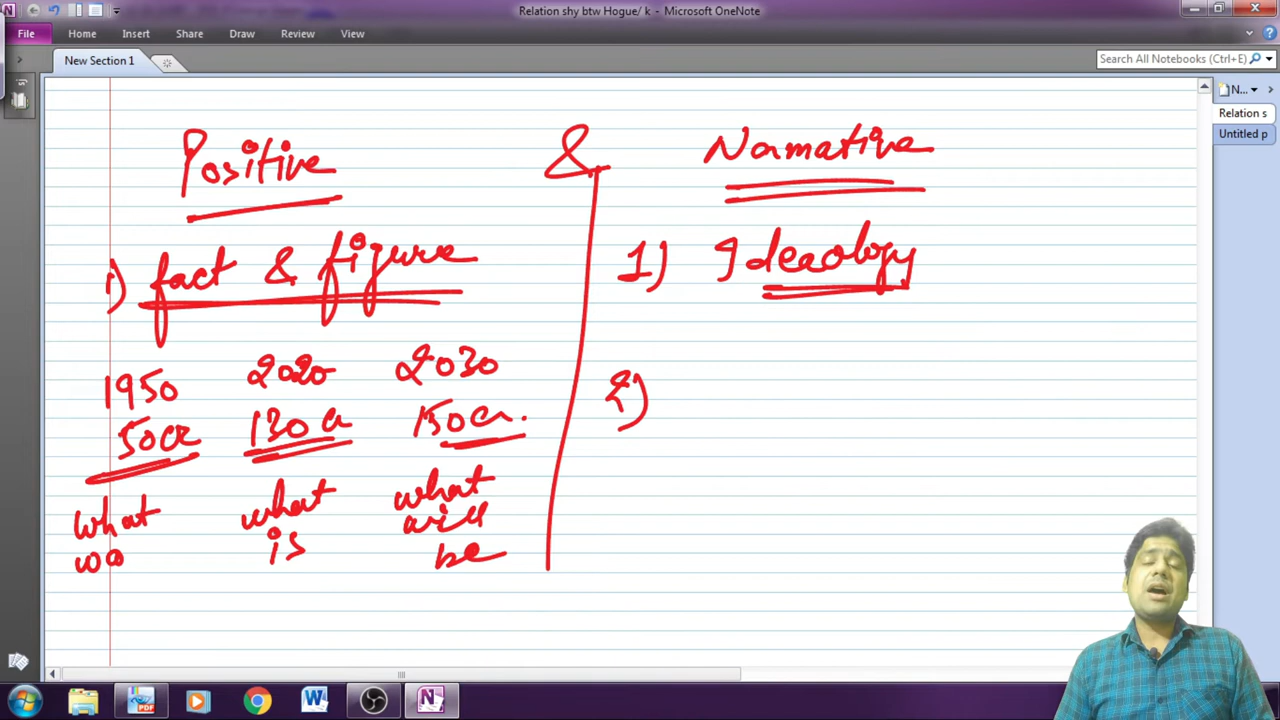 Relation shy btw Hogue/ k - Microsoft OneNote
File Home Insert Share Draw Review View
New Section 1
Search All Notebooks (Ctrl+E)
N...
Relation s
Untitled p
Positive & Normative
1) fact & figure
1) Ideology
1950 2020 2030
50cr 130cr 150cr.
2)
what what what
is will
be
PDF